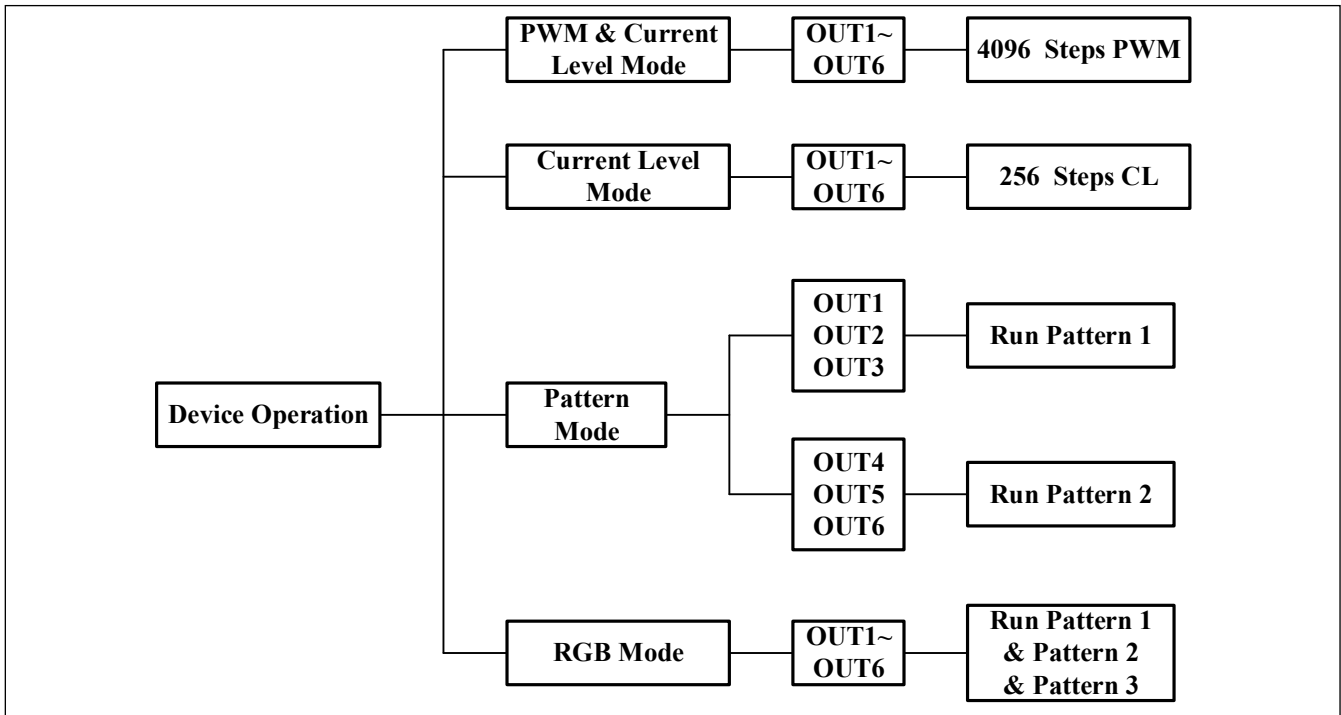 PWM & Current
Level Mode
OUT1~
OUT6
4096 Steps PWM
Current Level
Mode
OUT1~
OUT6
256 Steps CL
Device Operation
Pattern
Mode
OUT1
OUT2
OUT3
Run Pattern 1
OUT4
OUT5
OUT6
Run Pattern 2
RGB Mode
OUT1~
OUT6
Run Pattern 1
& Pattern 2
& Pattern 3